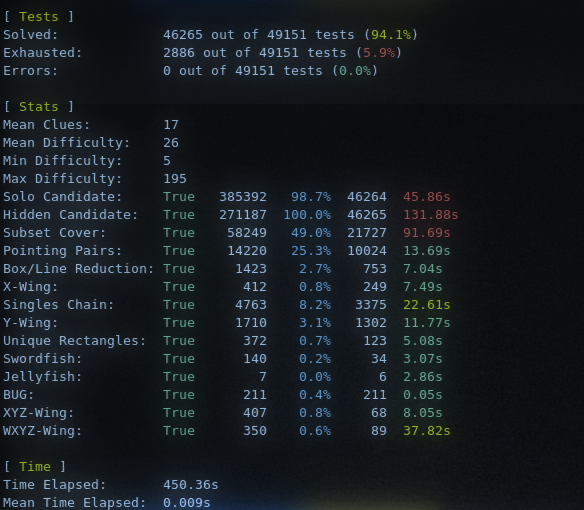 [ Tests ]
Solved: 46265 out of 49151 tests (94.1%)
Exhausted: 2886 out of 49151 tests (5.9%)
Errors: 0 out of 49151 tests (0.0%)
[ Stats ]
Mean Clues: 17
Mean Difficulty: 26
Min Difficulty: 5
Max Difficulty: 195
Solo Candidate: True 385392 98.7% 46264 45.86s
Hidden Candidate: True 271187 100.0% 46265 131.88s
Subset Cover: True 58249 49.0% 21727 91.69s
Pointing Pairs: True 14220 25.3% 10024 13.69s
Box/Line Reduction: True 1423 2.7% 753 7.04s
X-Wing: True 412 0.8% 249 7.49s
Singles Chain: True 4763 8.2% 3375 22.61s
Y-Wing: True 1710 3.1% 1302 11.77s
Unique Rectangles: True 372 0.7% 123 5.08s
Swordfish: True 140 0.2% 34 3.07s
Jellyfish: True 7 0.0% 6 2.86s
BUG: True 211 0.4% 211 0.05s
XYZ-Wing: True 407 0.8% 68 8.05s
WXYZ-Wing: True 350 0.6% 89 37.82s
[ Time ]
Time Elapsed: 450.36s
Mean Time Elapsed: 0.009s